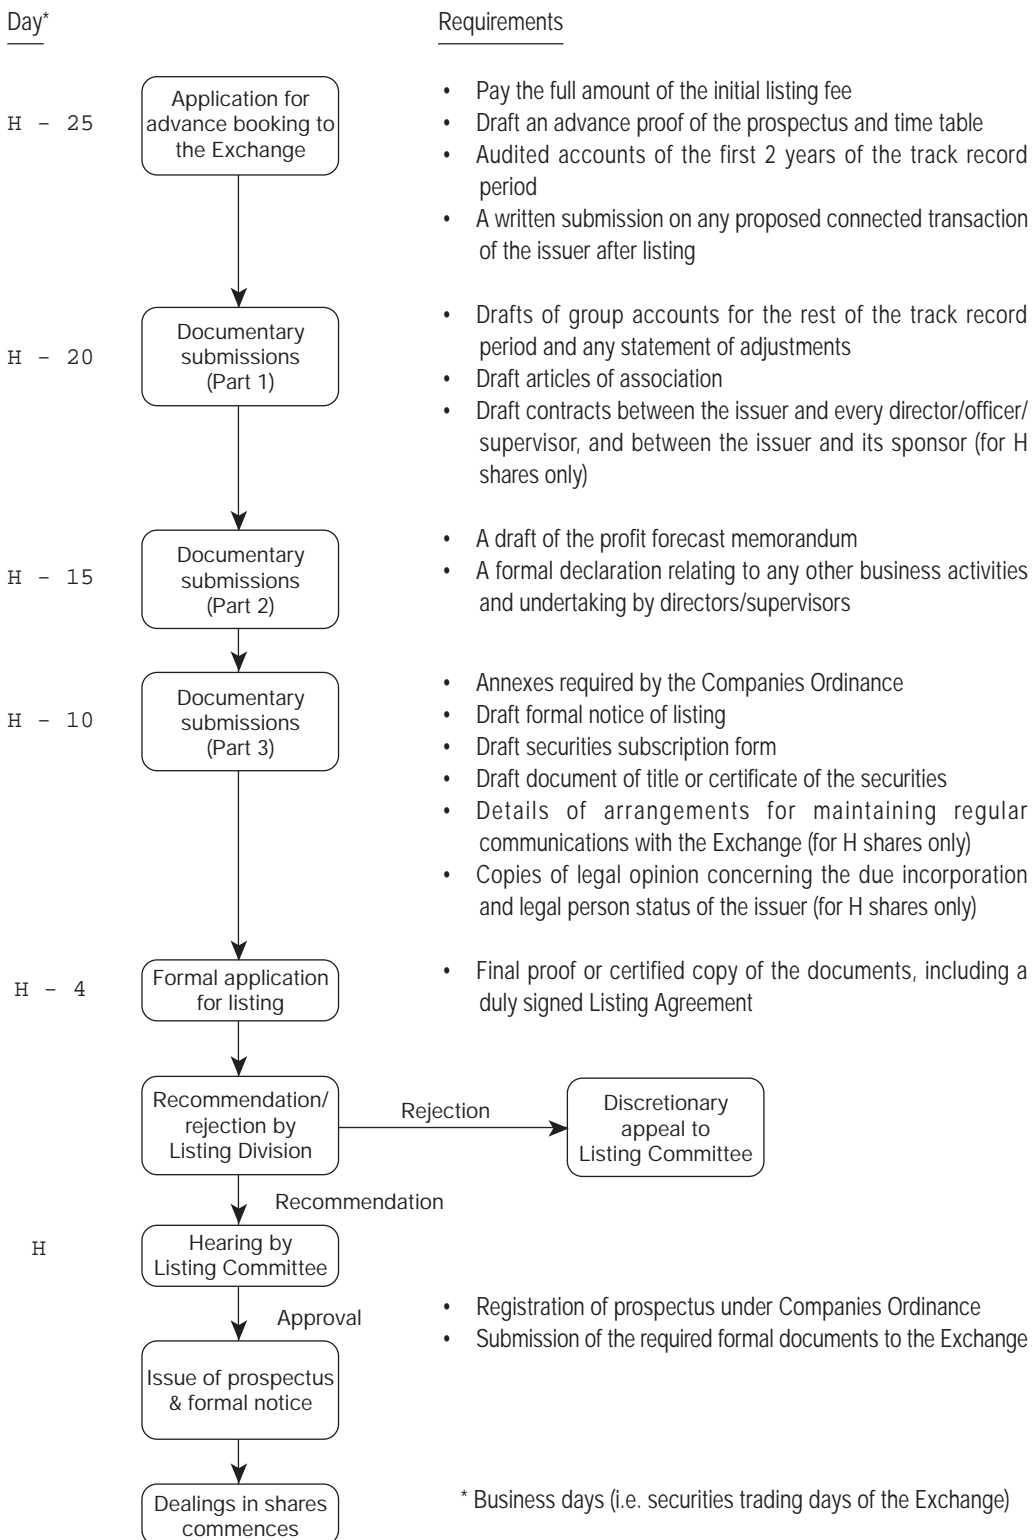 Day*
Requirements
H - 25
Application for
advance booking to
the Exchange
• Pay the full amount of the initial listing fee
• Draft an advance proof of the prospectus and time table
• Audited accounts of the first 2 years of the track record
period
• A written submission on any proposed connected transaction
of the issuer after listing
H - 20
Documentary
submissions
(Part 1)
• Drafts of group accounts for the rest of the track record
period and any statement of adjustments
• Draft articles of association
• Draft contracts between the issuer and every director/officer/
supervisor, and between the issuer and its sponsor (for H
shares only)
H - 15
Documentary
submissions
(Part 2)
• A draft of the profit forecast memorandum
• A formal declaration relating to any other business activities
and undertaking by directors/supervisors
H - 10
Documentary
submissions
(Part 3)
• Annexes required by the Companies Ordinance
• Draft formal notice of listing
• Draft securities subscription form
• Draft document of title or certificate of the securities
• Details of arrangements for maintaining regular
communications with the Exchange (for H shares only)
• Copies of legal opinion concerning the due incorporation
and legal person status of the issuer (for H shares only)
H - 4
Formal application
for listing
• Final proof or certified copy of the documents, including a
duly signed Listing Agreement
Recommendation/
rejection by
Listing Division
Rejection
Discretionary
appeal to
Listing Committee
Recommendation
H
Hearing by
Listing Committee
Approval
• Registration of prospectus under Companies Ordinance
• Submission of the required formal documents to the Exchange
Issue of prospectus
& formal notice
Dealings in shares
commences
* Business days (i.e. securities trading days of the Exchange)